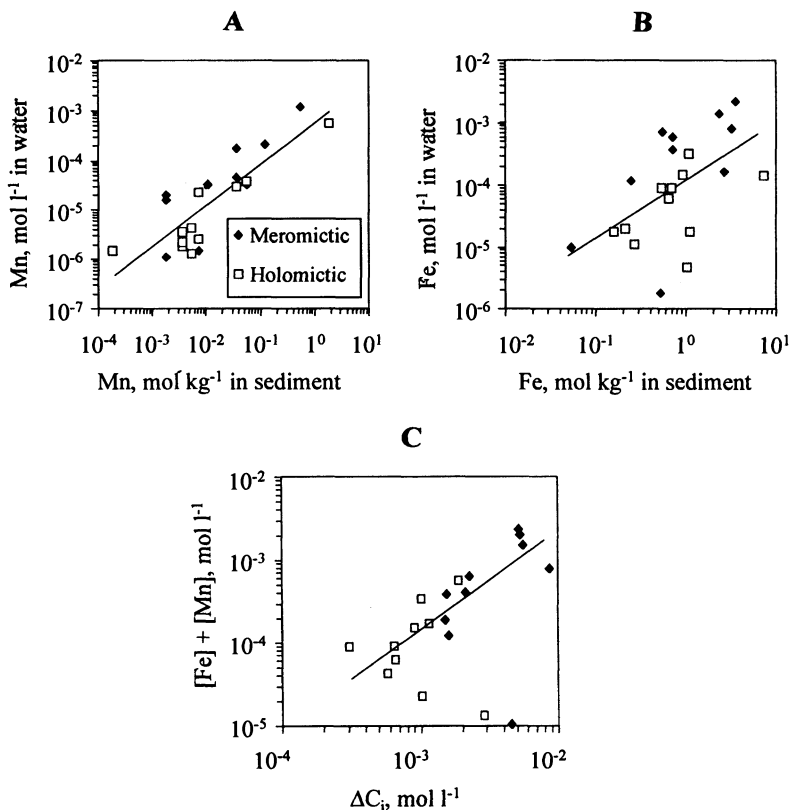 A
B
10⁻²
10⁻³
10⁻⁴
10⁻⁵
10⁻⁶
10⁻⁷
Mn, mol l⁻¹ in water
Meromictic
Holomictic
10⁻⁴ 10⁻³ 10⁻² 10⁻¹ 10⁰ 10¹
Mn, mol kg⁻¹ in sediment
10⁻²
10⁻³
10⁻⁴
10⁻⁵
10⁻⁶
Fe, mol l⁻¹ in water
10⁻² 10⁻¹ 10⁰ 10¹
Fe, mol kg⁻¹ in sediment
C
10⁻²
10⁻³
10⁻⁴
10⁻⁵
[Fe] + [Mn], mol l⁻¹
10⁻⁴ 10⁻³ 10⁻²
ΔCᵢ, mol l⁻¹